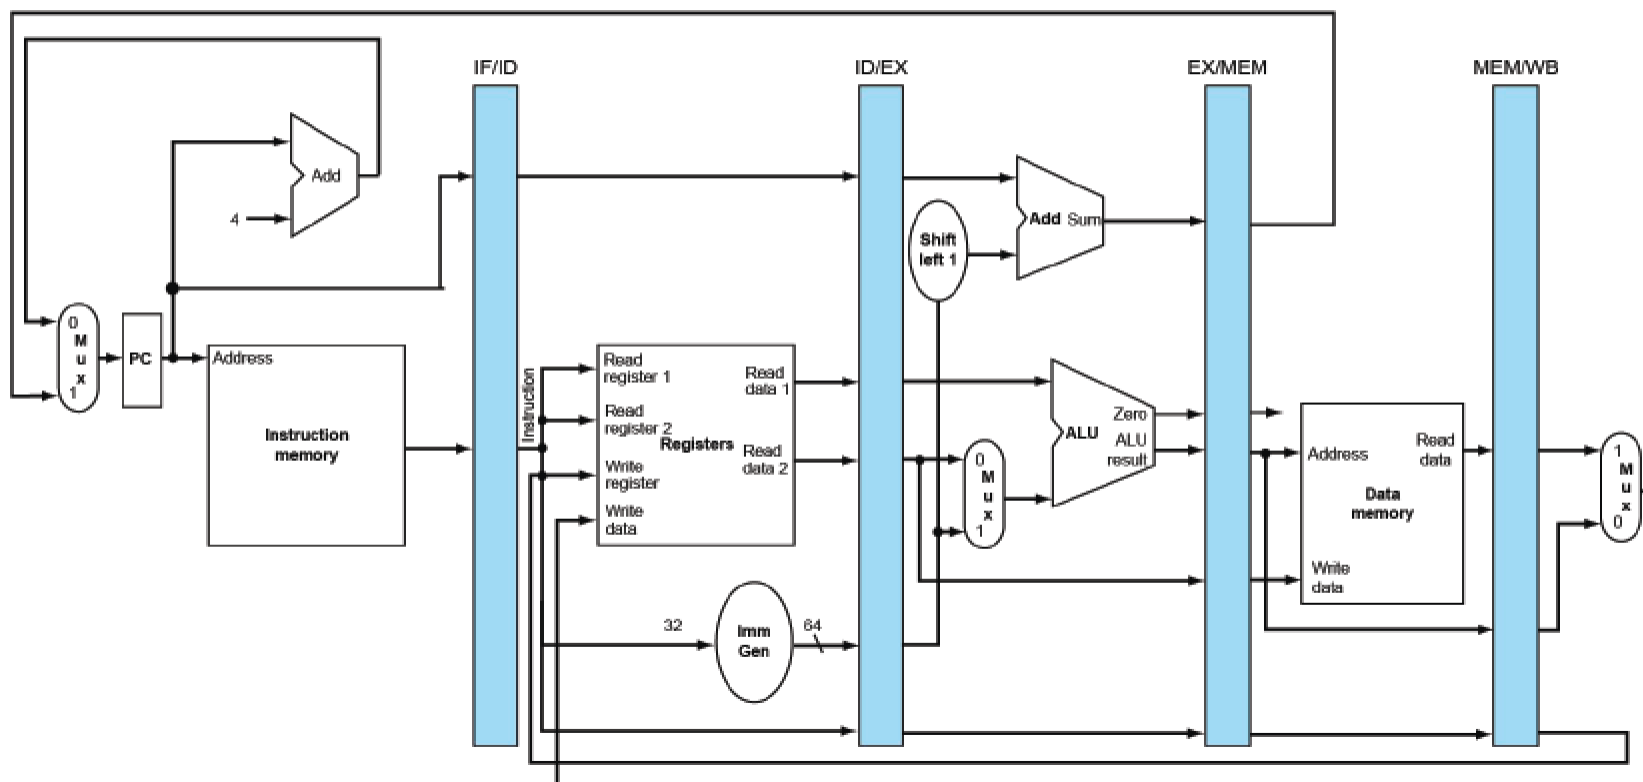 IF/ID
ID/EX
EX/MEM
MEM/WB
Add
4
Shift
left 1
Add Sum
0
M
u
x
1
PC
Address
Instruction
memory
Instruction
Read
register 1
Read
register 2
Registers
Write
register
Write
data
Read
data 1
Read
data 2
32
Imm
Gen
64
0
M
u
x
1
ALU
Zero
ALU
result
Address
Read
data
Data
memory
Write
data
1
M
u
x
0